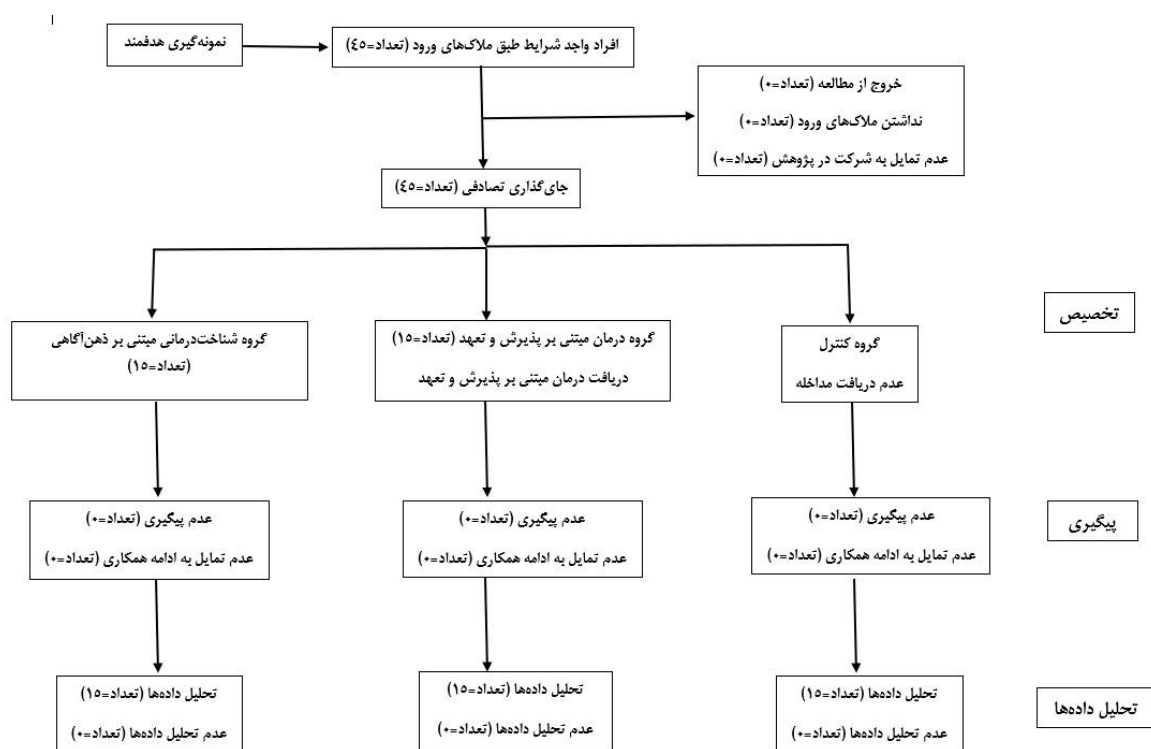 نمونه‌گیری هدفمند
افراد واجد شرایط طبق ملاک‌های ورود (تعداد=٤٥)
خروج از مطالعه (تعداد=٠)
نداشتن ملاک‌های ورود (تعداد=٠)
عدم تمایل به شرکت در پژوهش (تعداد=٠)
جای‌گذاری تصادفی (تعداد=٤٥)
تخصیص
گروه کنترل
عدم دریافت مداخله
گروه درمان مبتنی بر پذیرش و تعهد (تعداد=١٥)
دریافت درمان مبتنی بر پذیرش و تعهد
گروه شناخت‌درمانی مبتنی بر ذهن‌آگاهی
(تعداد=١٥)
پیگیری
عدم پیگیری (تعداد=٠)
عدم تمایل به ادامه همکاری (تعداد=٠)
عدم پیگیری (تعداد=٠)
عدم تمایل به ادامه همکاری (تعداد=٠)
عدم پیگیری (تعداد=٠)
عدم تمایل به ادامه همکاری (تعداد=٠)
تحلیل داده‌ها
تحلیل داده‌ها (تعداد=١٥)
عدم تحلیل داده‌ها (تعداد=٠)
تحلیل داده‌ها (تعداد=١٥)
عدم تحلیل داده‌ها (تعداد=٠)
تحلیل داده‌ها (تعداد=١٥)
عدم تحلیل داده‌ها (تعداد=٠)